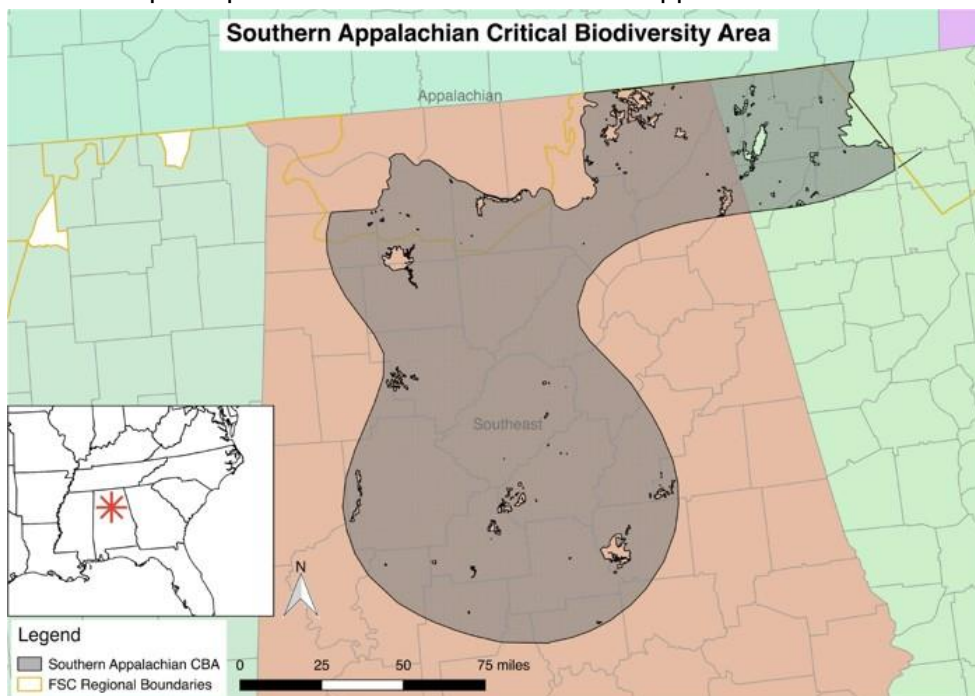 Southern Appalachian Critical Biodiversity Area
Appalachian
Southeast
N
Legend
Southern Appalachian CBA
FSC Regional Boundaries
0 25 50 75 miles